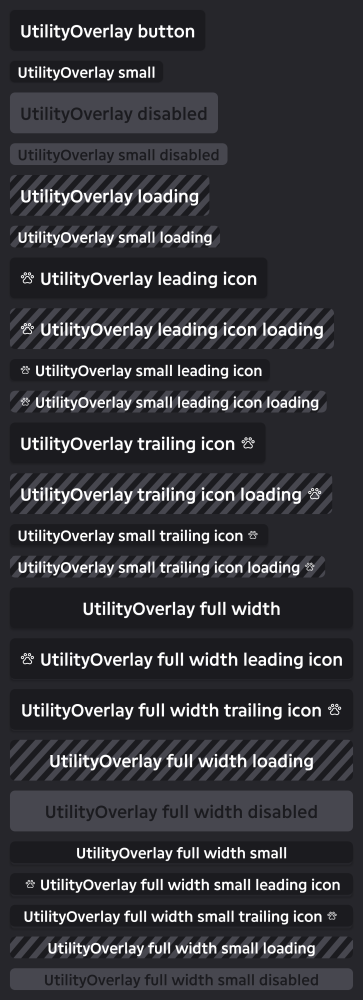 UtilityOverlay button
UtilityOverlay small
UtilityOverlay disabled
UtilityOverlay small disabled
UtilityOverlay loading
UtilityOverlay small loading
UtilityOverlay leading icon
UtilityOverlay leading icon loading
UtilityOverlay small leading icon
UtilityOverlay small leading icon loading
UtilityOverlay trailing icon
UtilityOverlay trailing icon loading
UtilityOverlay small trailing icon
UtilityOverlay small trailing icon loading
UtilityOverlay full width
UtilityOverlay full width leading icon
UtilityOverlay full width trailing icon
UtilityOverlay full width loading
UtilityOverlay full width disabled
UtilityOverlay full width small
UtilityOverlay full width small leading icon
UtilityOverlay full width small trailing icon
UtilityOverlay full width small loading
UtilityOverlay full width small disabled